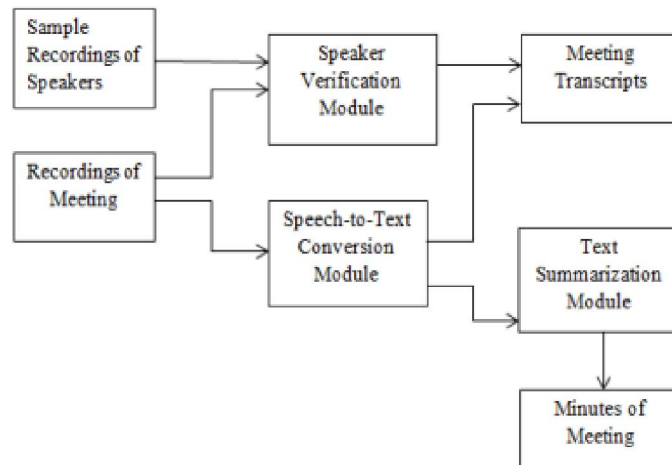 Sample
Recordings of
Speakers
Speaker
Verification
Module
Meeting
Transcripts
Recordings of
Meeting
Speech-to-Text
Conversion
Module
Text
Summarization
Module
Minutes of
Meeting